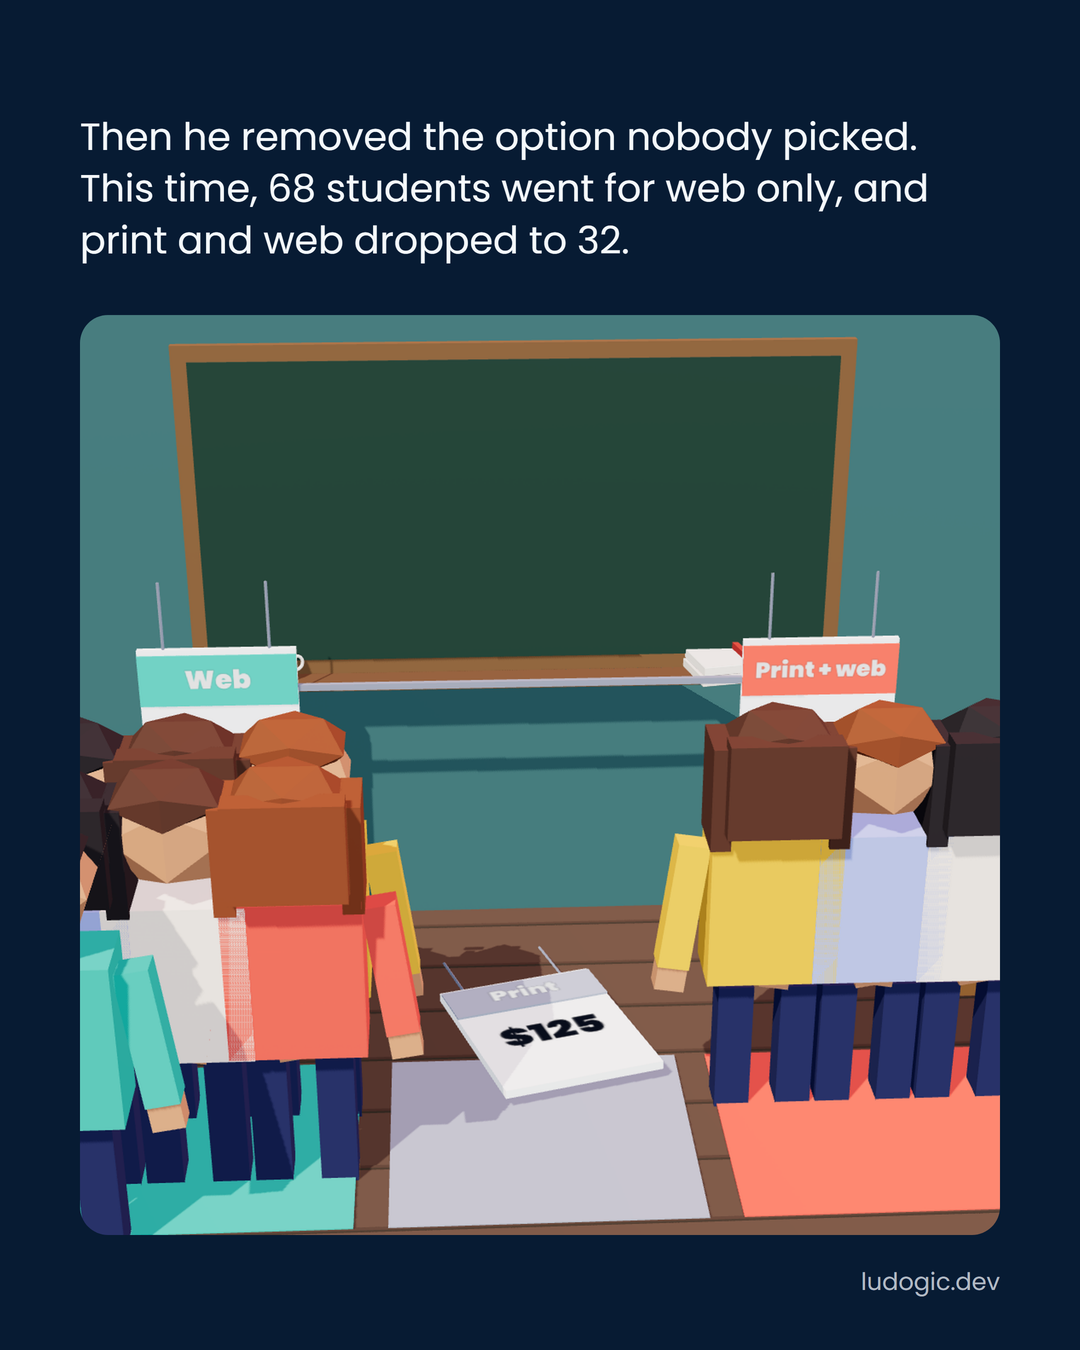 Then he removed the option nobody picked.
This time, 68 students went for web only, and
print and web dropped to 32.
Web
Print + web
Print
$125
ludogic.dev